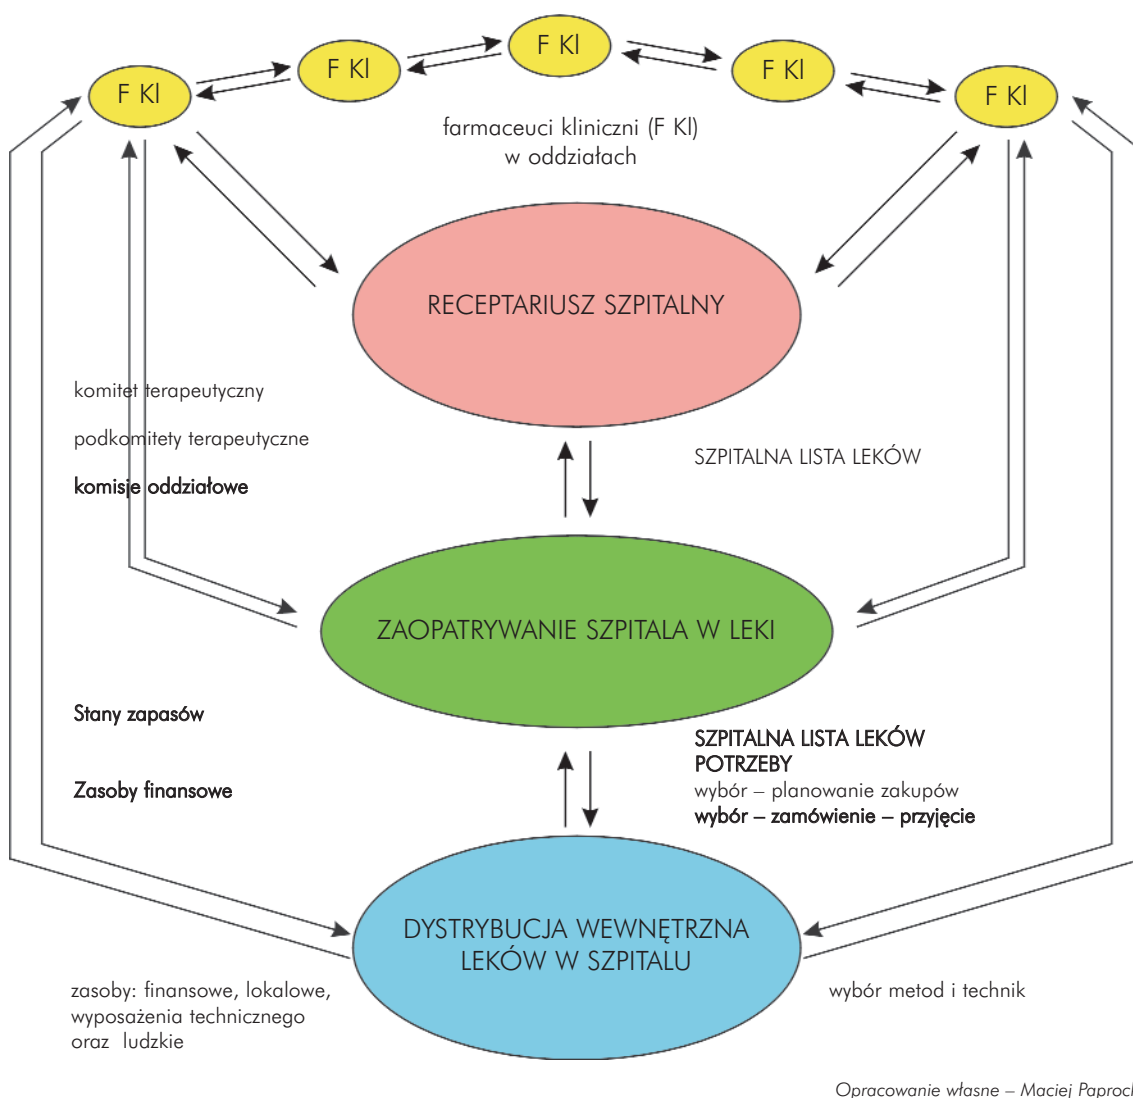 F Kl
F Kl
F Kl
F Kl
F Kl
farmaceuci kliniczni (F Kl)
w oddziałach
RECEPTARIUSZ SZPITALNY
komitet terapeutyczny
podkomitety terapeutyczne
komisje oddziałowe
SZPITALNA LISTA LEKÓW
ZAOPATRYWANIE SZPITALA W LEKI
Stany zapasów
Zasoby finansowe
SZPITALNA LISTA LEKÓW
POTRZEBY
wybór – planowanie zakupów
wybór – zamówienie – przyjęcie
DYSTRYBUCJA WEWNĘTRZNA
LEKÓW W SZPITALU
zasoby: finansowe, lokalowe,
wyposażenia technicznego
oraz ludzkie
wybór metod i technik
Opracowanie własne – Maciej